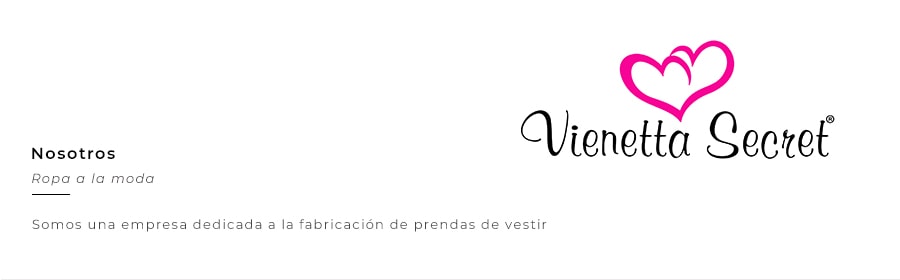 Vienetta Secret®
Nosotros
Ropa a la moda
Somos una empresa dedicada a la fabricación de prendas de vestir